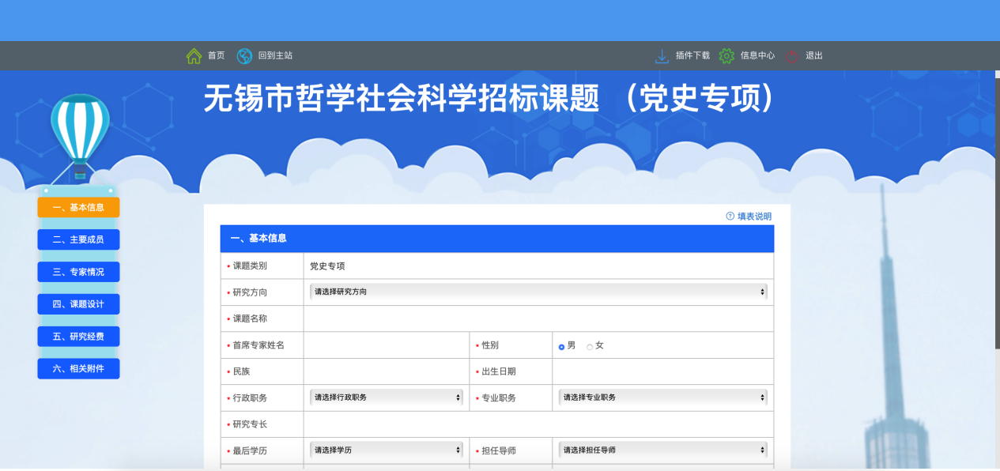 首页 回到主站 插件下载 信息中心 退出
无锡市哲学社会科学招标课题 （党史专项）
一、基本信息
二、主要成员
三、专家情况
四、课题设计
五、研究经费
六、相关附件
? 填表说明
一、基本信息
* 课题类别 党史专项
* 研究方向 请选择研究方向
* 课题名称
* 首席专家姓名 * 性别 男 女
* 民族 * 出生日期
* 行政职务 请选择行政职务 * 专业职务 请选择专业职务
* 研究专长
* 最后学历 请选择学历 * 担任导师 请选择担任导师